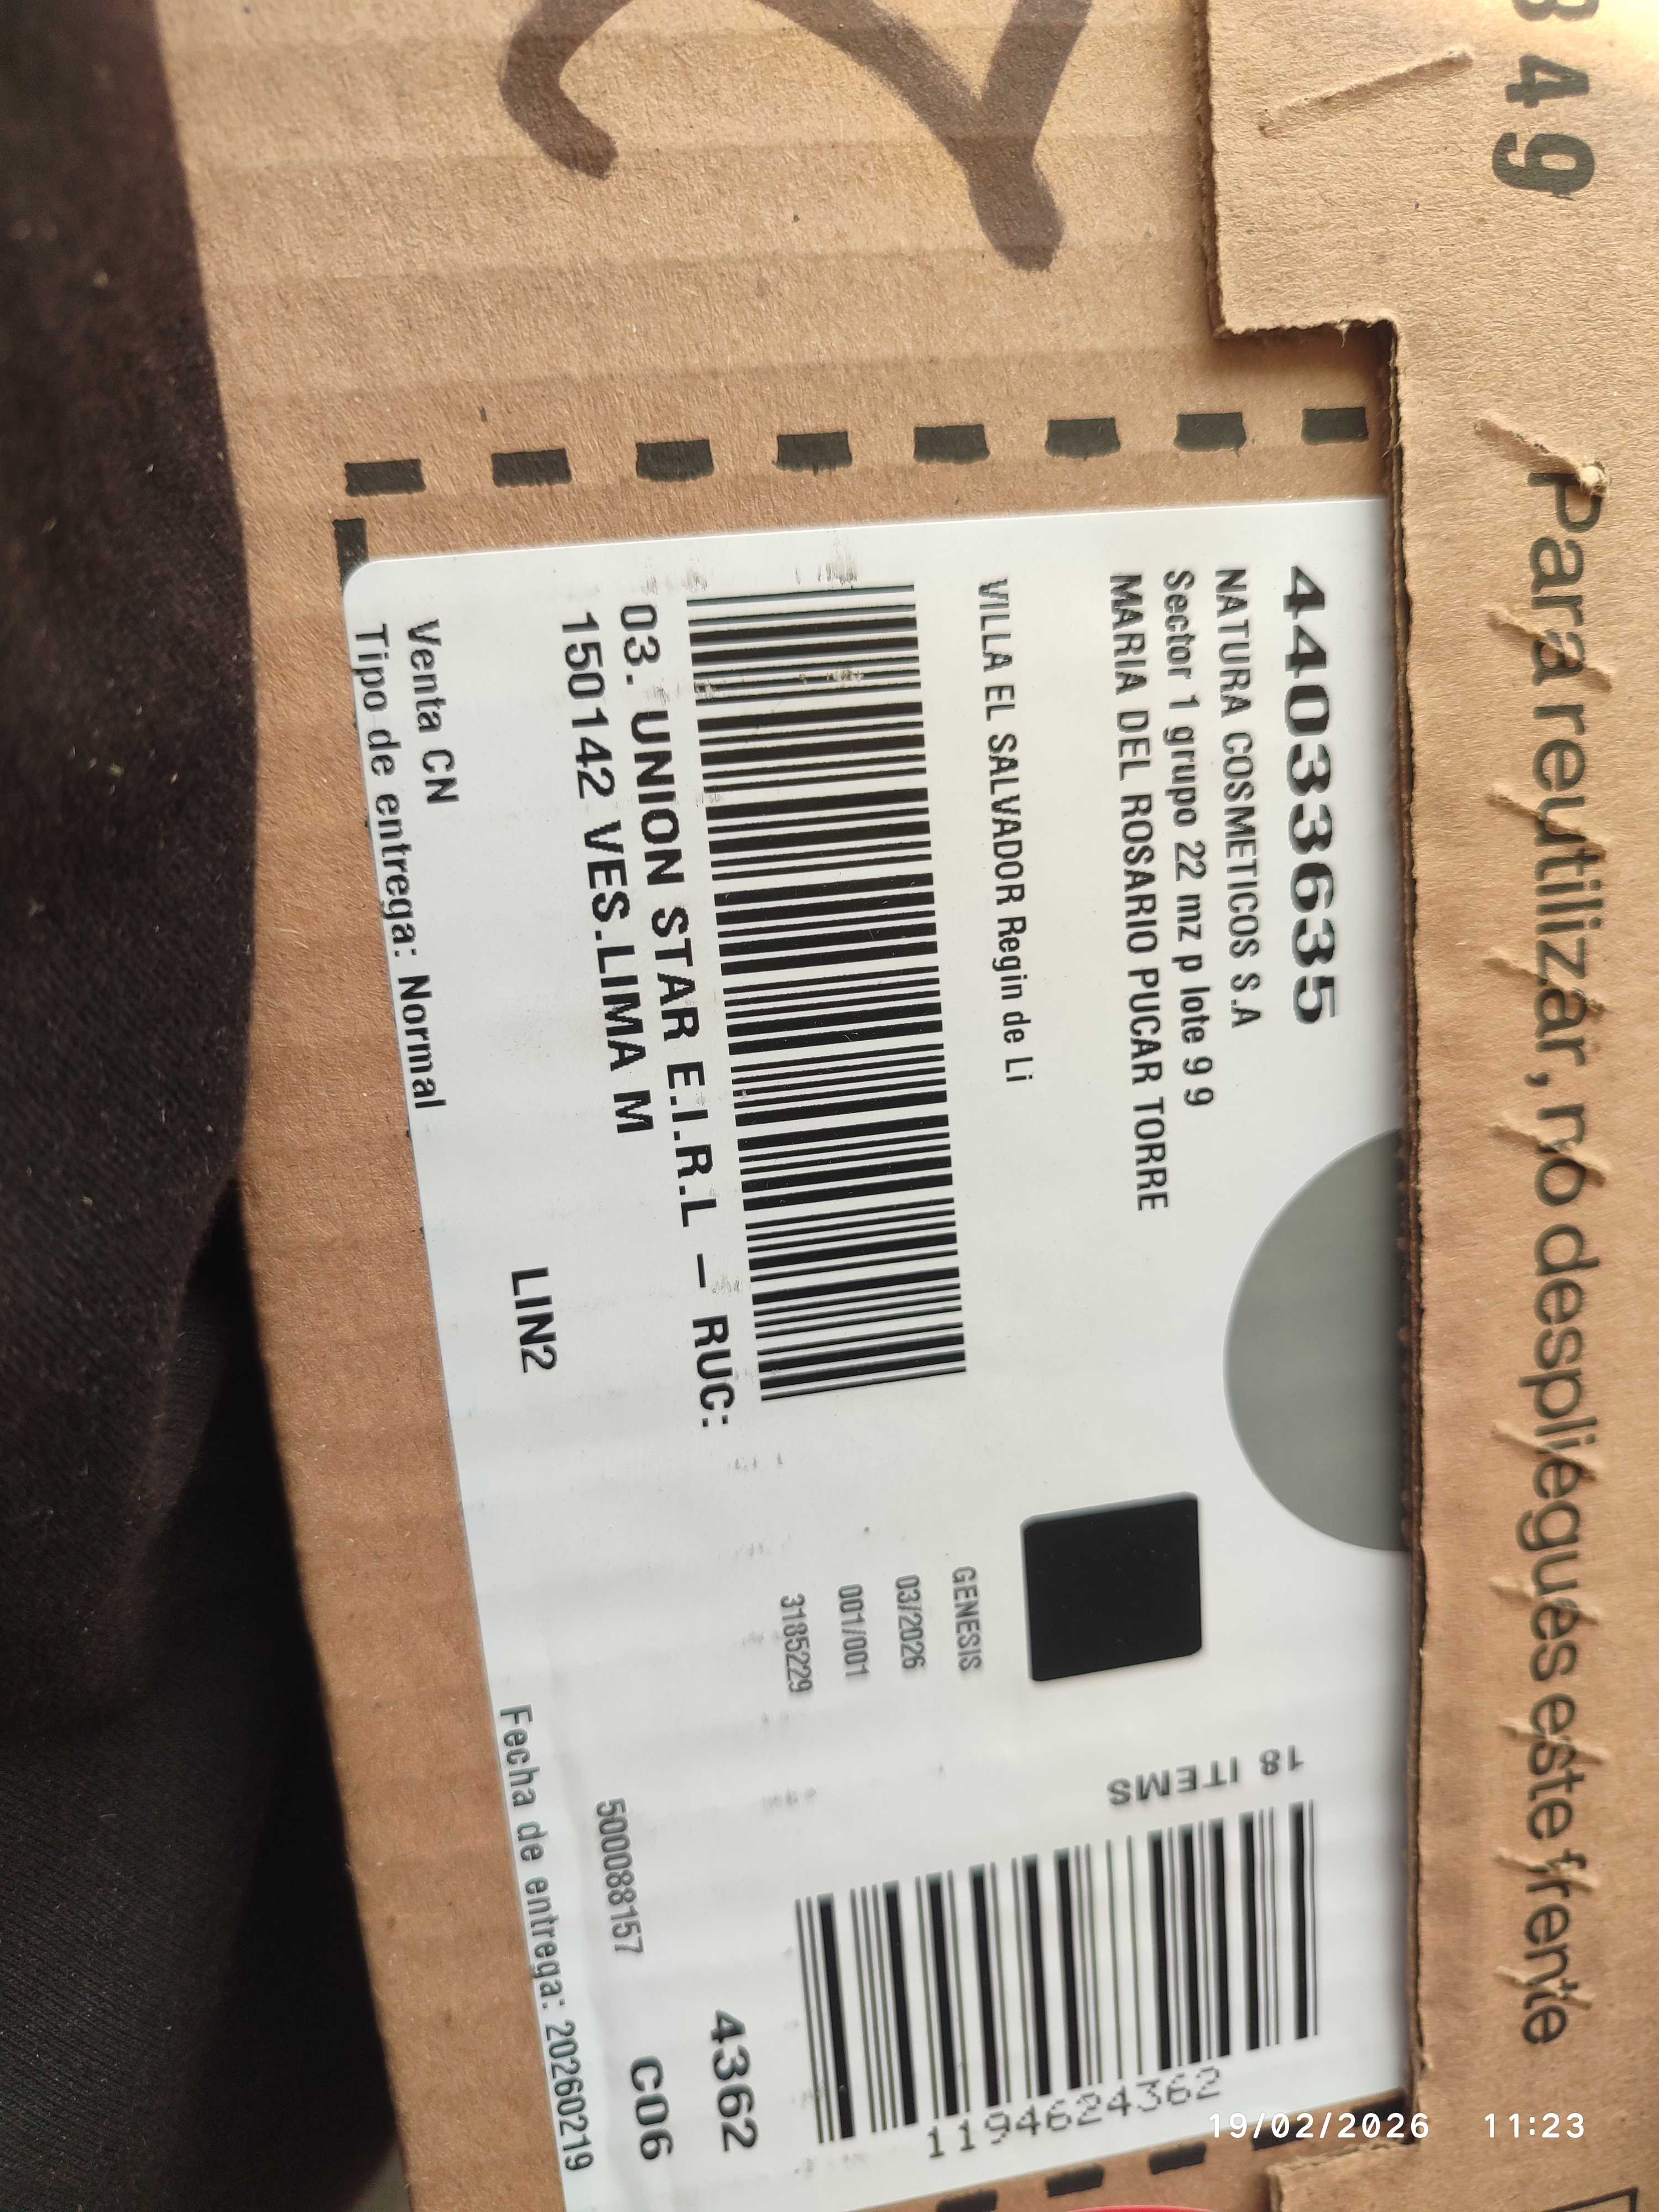 349
Para reutilizar, no despliegues este frente
440333635
NATURA COSMETICOS S.A
Sector 1 grupo 22 mz p lote 9 9
MARIA DEL ROSARIO PUCAR TORRE
VILLA EL SALVADOR Regin de Li
03. UNION STAR E.I.R.L – RUC:
150142 VES.LIMA M
LIN2
Venta CN
Tipo de entrega: Normal
18 ITEMS
1194624362
GENESIS
03/2026
001/001
3185229
4362
500088157
C06
Fecha de entrega: 20260219
19/02/2026 11:23